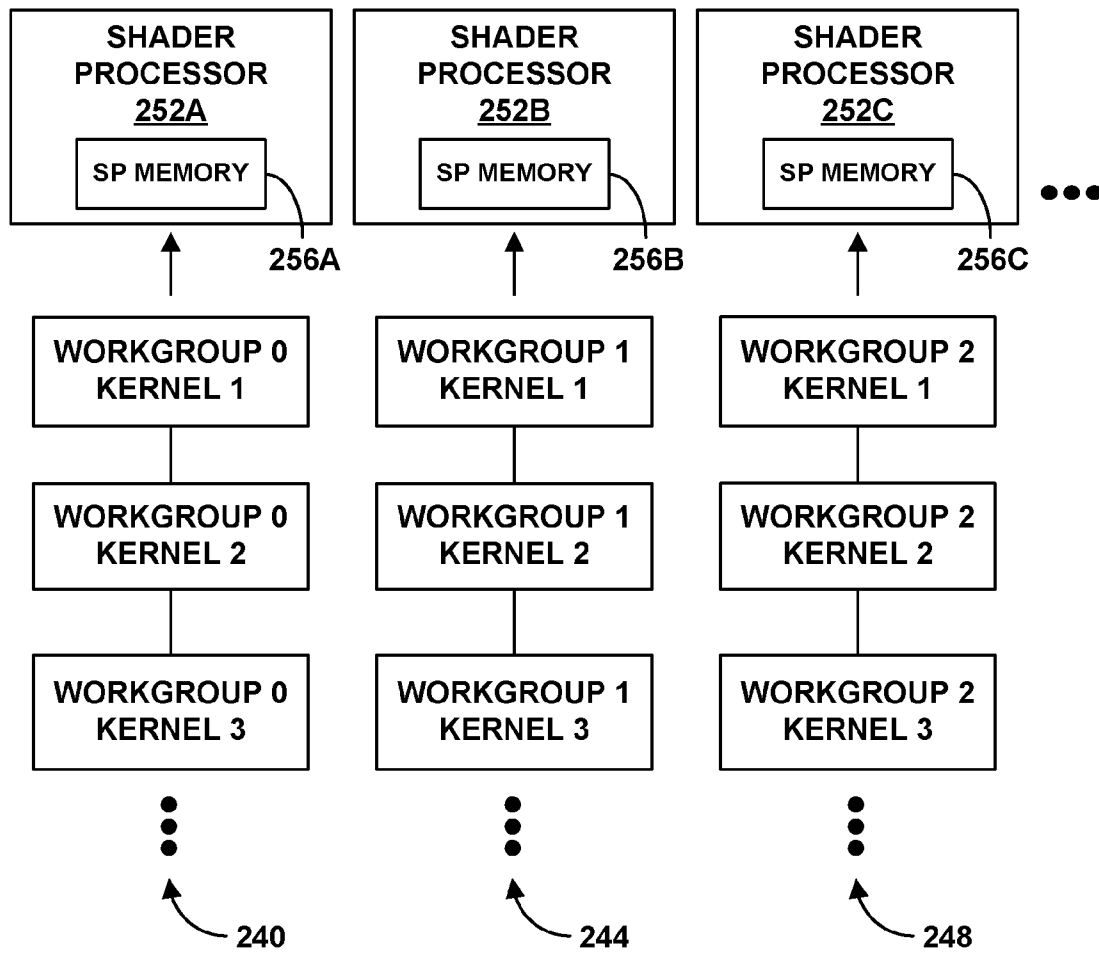 SHADER
PROCESSOR
252A
SP MEMORY
256A
SHADER
PROCESSOR
252B
SP MEMORY
256B
SHADER
PROCESSOR
252C
SP MEMORY
256C
WORKGROUP 0
KERNEL 1
WORKGROUP 1
KERNEL 1
WORKGROUP 2
KERNEL 1
WORKGROUP 0
KERNEL 2
WORKGROUP 1
KERNEL 2
WORKGROUP 2
KERNEL 2
WORKGROUP 0
KERNEL 3
WORKGROUP 1
KERNEL 3
WORKGROUP 2
KERNEL 3
240
244
248